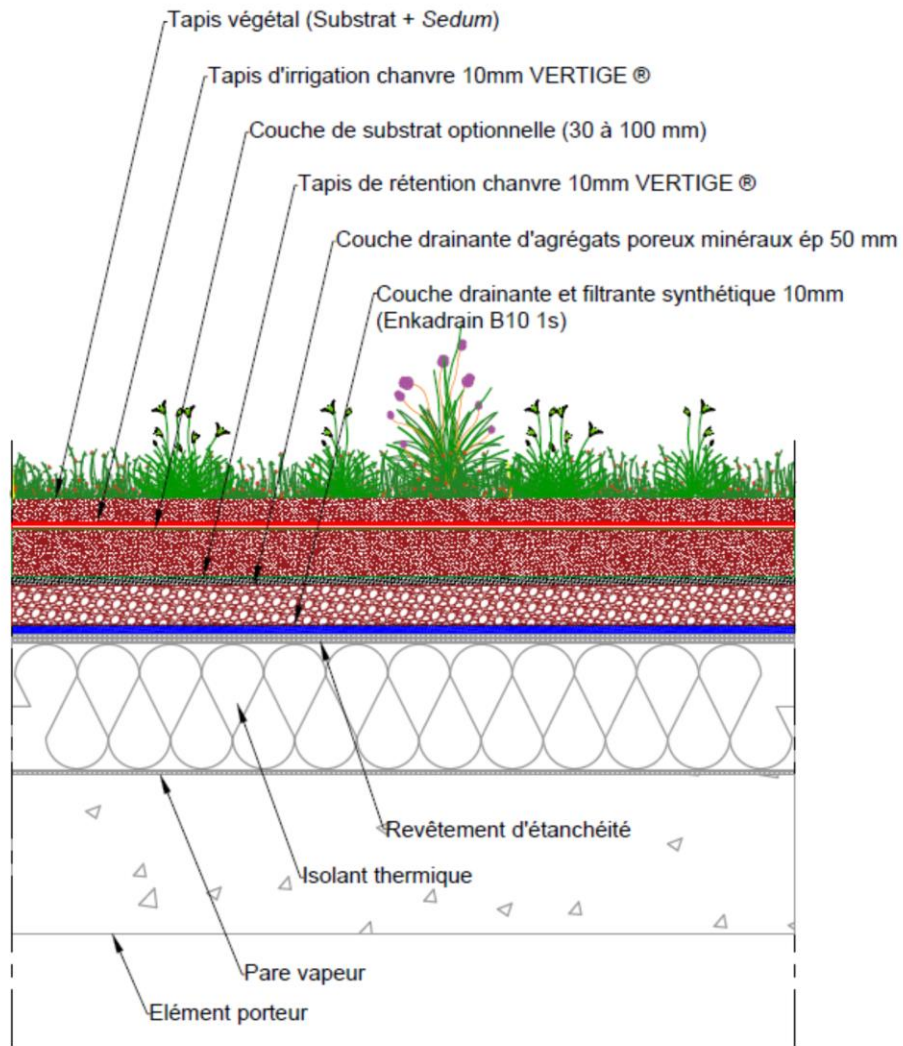 Tapis végétal (Substrat + Sedum)
Tapis d'irrigation chanvre 10mm VERTIGE ®
Couche de substrat optionnelle (30 à 100 mm)
Tapis de rétention chanvre 10mm VERTIGE ®
Couche drainante d'agrégats poreux minéraux ép 50 mm
Couche drainante et filtrante synthétique 10mm
(Enkadrain B10 1s)
Revêtement d'étanchéité
Isolant thermique
Pare vapeur
Elément porteur